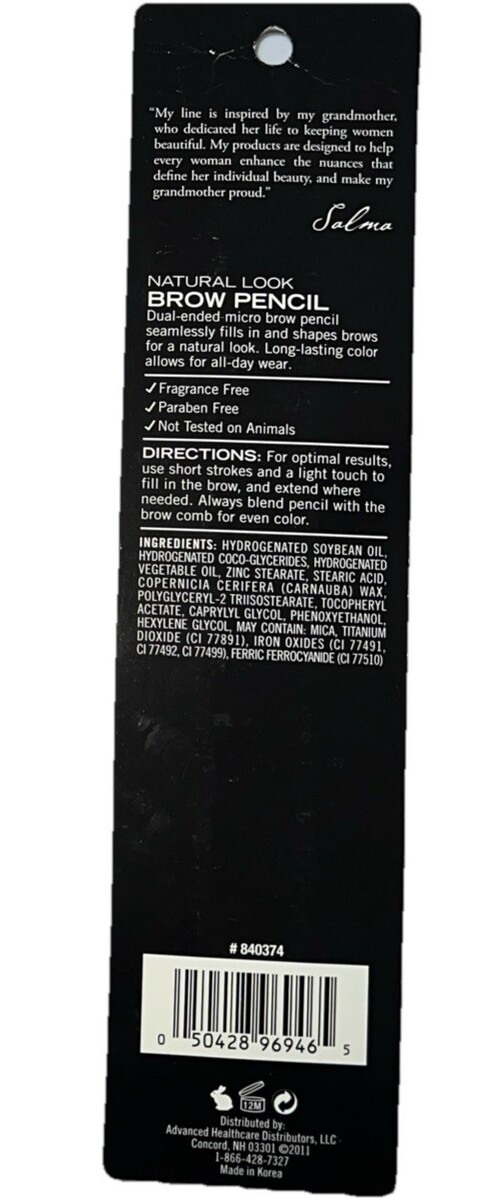 "My line is inspired by my grandmother,
who dedicated her life to keeping women
beautiful. My products are designed to help
every woman enhance the nuances that
define her individual beauty, and make my
grandmother proud."
Salma
NATURAL LOOK
BROW PENCIL
Dual-ended micro brow pencil
seamlessly fills in and shapes brows
for a natural look. Long-lasting color
allows for all-day wear.
✓Fragrance Free
✓Paraben Free
✓Not Tested on Animals
DIRECTIONS: For optimal results,
use short strokes and a light touch to
fill in the brow, and extend where
needed. Always blend pencil with the
brow comb for even color.
INGREDIENTS: HYDROGENATED SOYBEAN OIL,
HYDROGENATED COCO-GLYCERIDES, HYDROGENATED
VEGETABLE OIL, ZINC STEARATE, STEARIC ACID,
COPERNICIA CERIFERA (CARNAUBA) WAX,
POLYGLYCERYL-2 TRIISOSTEARATE, TOCOPHERYL
ACETATE, CAPRYLYL GLYCOL, PHENOXYETHANOL,
HEXYLENE GLYCOL, MAY CONTAIN: MICA, TITANIUM
DIOXIDE (CI 77891), IRON OXIDES (CI 77491,
CI 77492, CI 77499), FERRIC FERROCYANIDE (CI 77510)
# 840374
0 50428 96946 5
12M
Distributed by:
Advanced Healthcare Distributors, LLC
Concord, NH 03301 ©2011
1-866-428-7327
Made in Korea